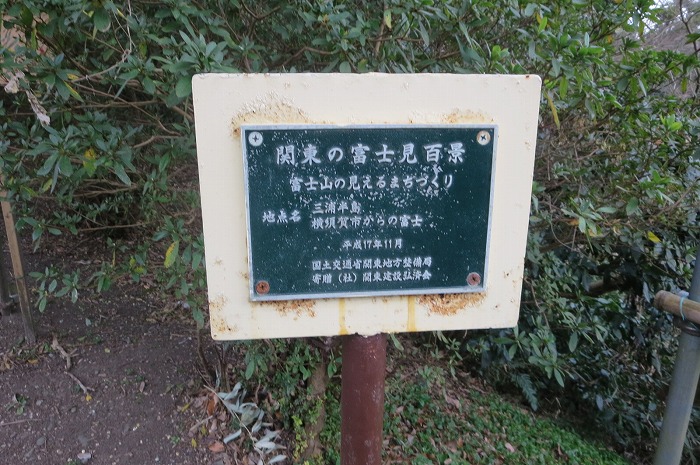 関東の富士見百景
富士山の見えるまちづくり
地点名 三浦半島
横須賀市からの富士
平成17年11月
国土交通省関東地方整備局
寄贈（社）関東建設弘済会